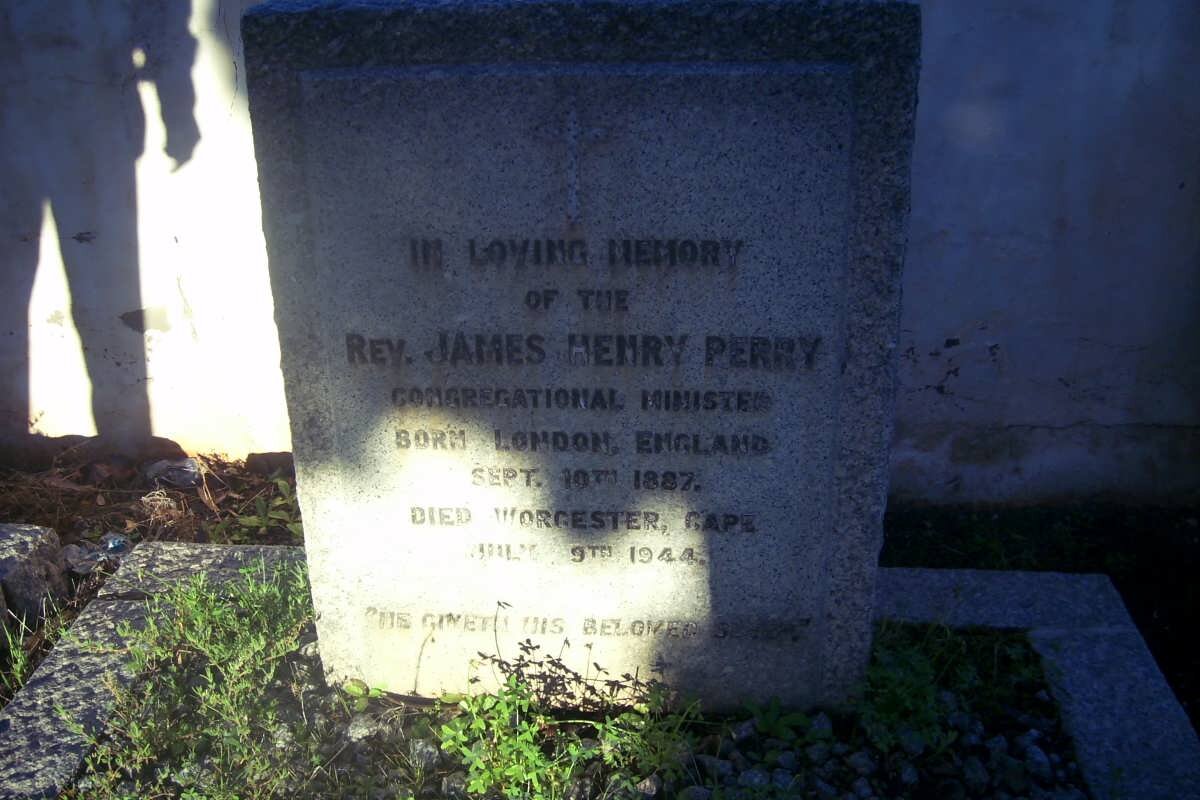 IN LOVING MEMORY
OF THE
REV. JAMES HENRY PERRY
CONGREGATIONAL MINISTER
BORN LONDON, ENGLAND
SEPT. 10TH 1887.
DIED WORCESTER, CAPE
JULY 9TH 1944.
"HE GIVETH HIS BELOVED SLEEP"